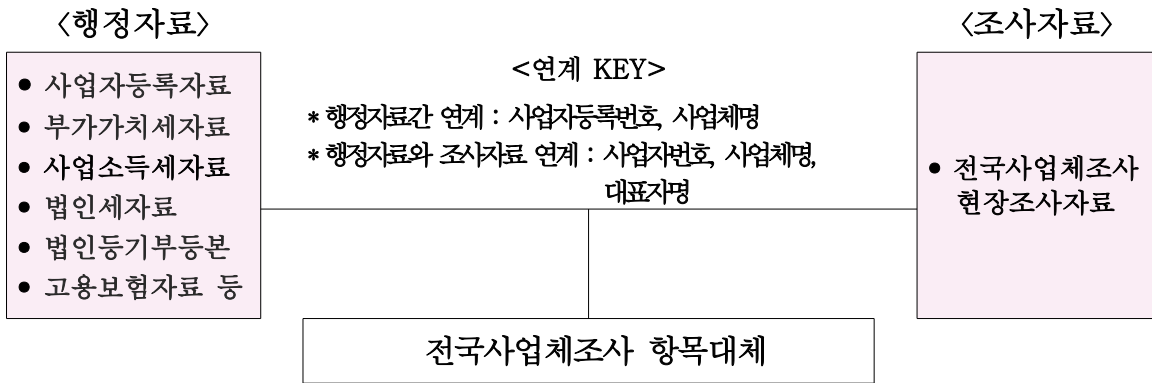 〈행정자료〉
• 사업자등록자료
• 부가가치세자료
• 사업소득세자료
• 법인세자료
• 법인등기부등본
• 고용보험자료 등
<연계 KEY>
* 행정자료간 연계 : 사업자등록번호, 사업체명
* 행정자료와 조사자료 연계 : 사업자번호, 사업체명,
대표자명
〈조사자료〉
• 전국사업체조사
현장조사자료
전국사업체조사 항목대체